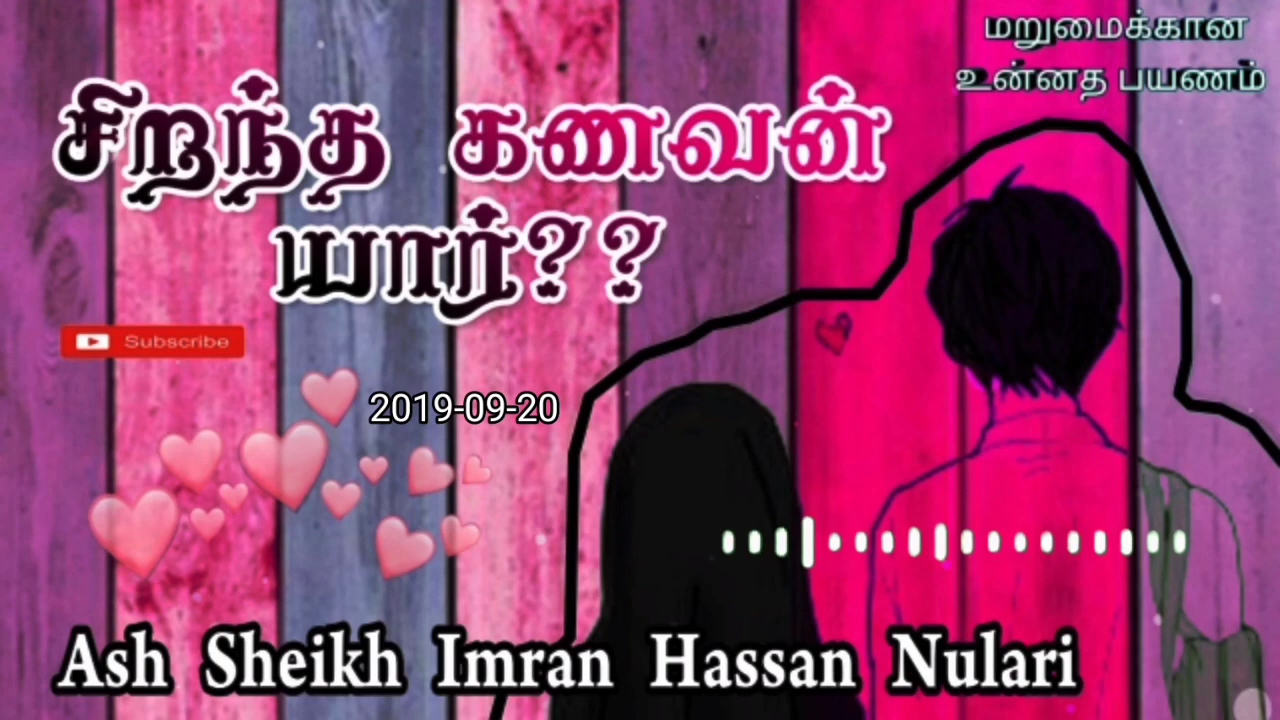 மறுமைக்கான
உன்னத பயணம்
சிறந்த கணவன்
யார்??
Subscribe
2019-09-20
Ash Sheikh Imran Hassan Nulari